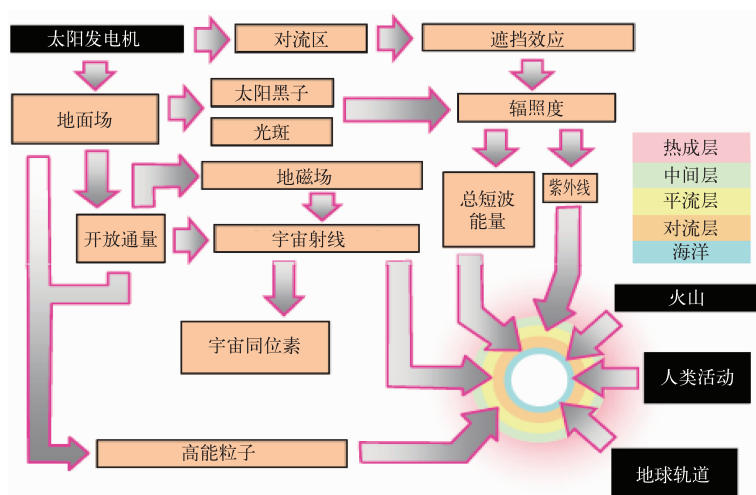 太阳发电机
对流区
遮挡效应
地面场
太阳黑子
光斑
辐照度
地磁场
总短波
能量
紫外线
开放通量
宇宙射线
宇宙同位素
高能粒子
热成层
中间层
平流层
对流层
海洋
火山
人类活动
地球轨道